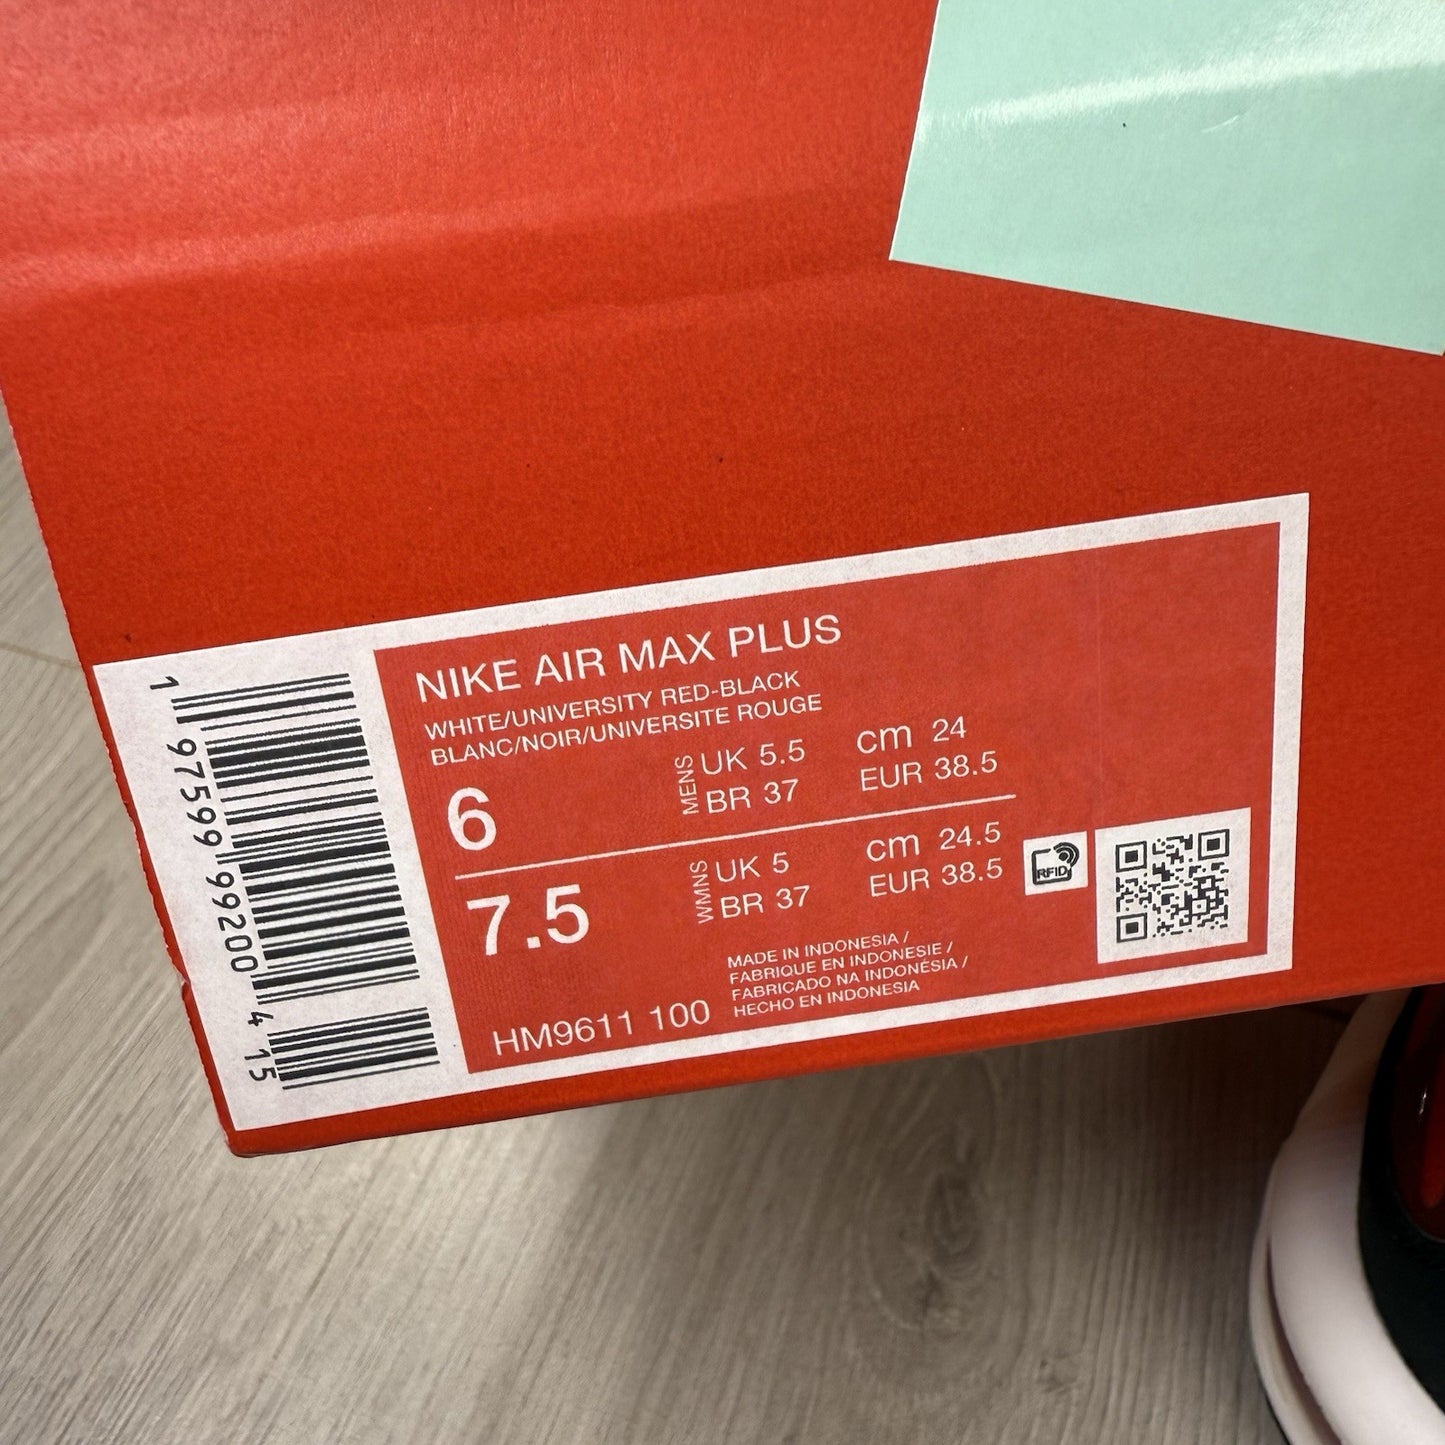 NIKE AIR MAX PLUS
WHITE/UNIVERSITY RED-BLACK
BLANC/NOIR/UNIVERSITE ROUGE
6
MENS
UK 5.5
BR 37
cm 24
EUR 38.5
7.5
WMNS
UK 5
BR 37
cm 24.5
EUR 38.5
RFID
MADE IN INDONESIA /
FABRIQUE EN INDONESIE /
FABRICADO NA INDONÉSIA /
HECHO EN INDONESIA
HM9611 100
1 97599 99200 4 15